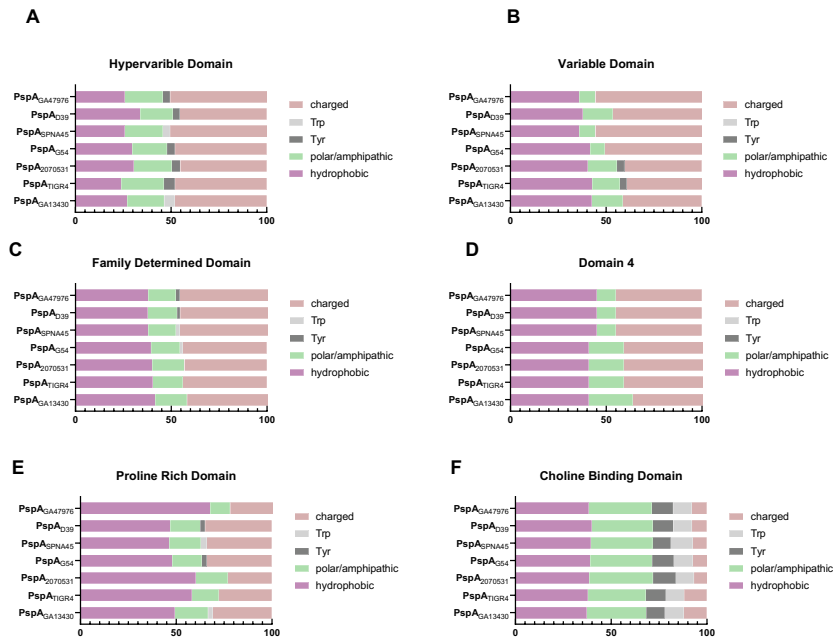 A
Hypervarible Domain
PspA GA47976
PspA D39
PspA SPNA45
PspA G54
PspA 2070531
PspA TIGR4
PspA GA13430
0 50 100
charged
Trp
Tyr
polar/amphipathic
hydrophobic
B
Variable Domain
PspA GA47976
PspA D39
PspA SPNA45
PspA G54
PspA 2070531
PspA TIGR4
PspA GA13430
0 50 100
charged
Trp
Tyr
polar/amphipathic
hydrophobic
C
Family Determined Domain
PspA GA47976
PspA D39
PspA SPNA45
PspA G54
PspA 2070531
PspA TIGR4
PspA GA13430
0 50 100
charged
Trp
Tyr
polar/amphipathic
hydrophobic
D
Domain 4
PspA GA47976
PspA D39
PspA SPNA45
PspA G54
PspA 2070531
PspA TIGR4
PspA GA13430
0 50 100
charged
Trp
Tyr
polar/amphipathic
hydrophobic
E
Proline Rich Domain
PspA GA47976
PspA D39
PspA SPNA45
PspA G54
PspA 2070531
PspA TIGR4
PspA GA13430
0 50 100
charged
Trp
Tyr
polar/amphipathic
hydrophobic
F
Choline Binding Domain
PspA GA47976
PspA D39
PspA SPNA45
PspA G54
PspA 2070531
PspA TIGR4
PspA GA13430
0 50 100
charged
Trp
Tyr
polar/amphipathic
hydrophobic